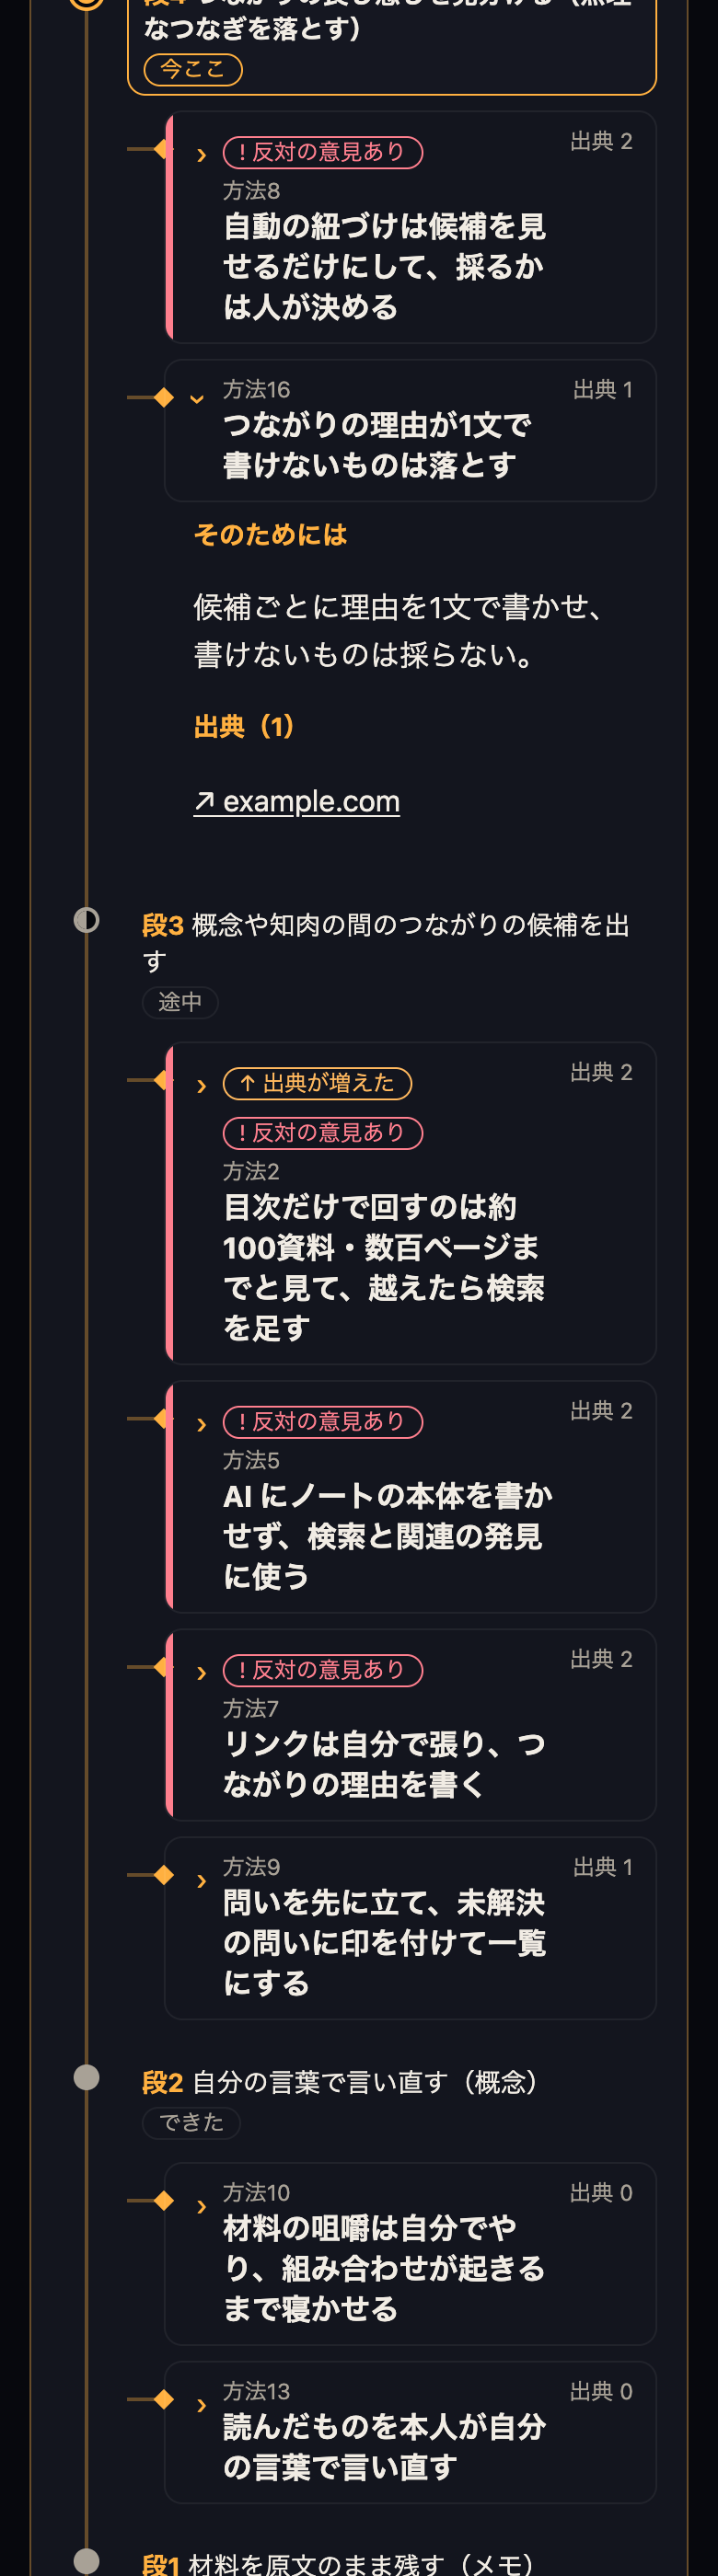 なつなぎを落とす）
今ここ
! 反対の意見あり
出典 2
方法8
自動の紐づけは候補を見
せるだけにして、採るか
は人が決める
方法16
出典 1
つながりの理由が1文で
書けないものは落とす
そのためには
候補ごとに理由を1文で書かせ、
書けないものは採らない。
出典（1）
↗ example.com
段3 概念や知肉の間のつながりの候補を出
す
途中
↑ 出典が増えた
出典 2
! 反対の意見あり
方法2
目次だけで回すのは約
100資料・数百ページま
でと見て、越えたら検索
を足す
! 反対の意見あり
出典 2
方法5
AI にノートの本体を書か
せず、検索と関連の発見
に使う
! 反対の意見あり
出典 2
方法7
リンクは自分で張り、つ
ながりの理由を書く
方法9
出典 1
問いを先に立て、未解決
の問いに印を付けて一覧
にする
段2 自分の言葉で言い直す（概念）
できた
方法10
出典 0
材料の咀嚼は自分でや
り、組み合わせが起きる
まで寝かせる
方法13
出典 0
読んだものを本人が自分
の言葉で言い直す
段1 材料を原文のまま残す（メモ）